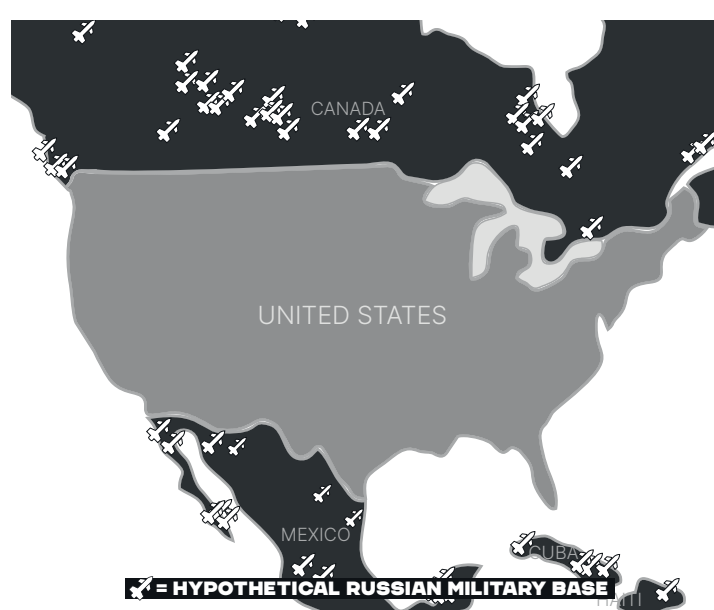 CANADA
UNITED STATES
MEXICO
CUBA
HAITI
= HYPOTHETICAL RUSSIAN MILITARY BASE